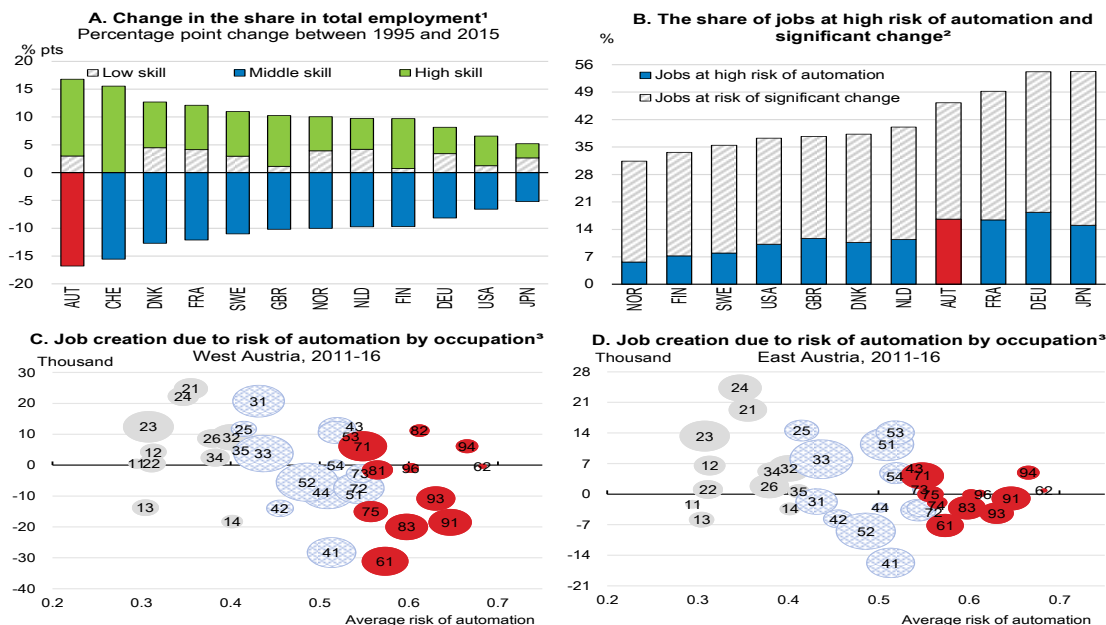 A. Change in the share in total employment¹
Percentage point change between 1995 and 2015
% pts
Low skill
Middle skill
High skill
20
15
10
5
0
-5
-10
-15
-20
AUT
CHE
DNK
FRA
SWE
GBR
NOR
NLD
FIN
DEU
USA
JPN
B. The share of jobs at high risk of automation and
significant change²
%
Jobs at high risk of automation
Jobs at risk of significant change
56
49
42
35
28
21
14
7
0
NOR
FIN
SWE
USA
GBR
DNK
NLD
AUT
FRA
DEU
JPN
C. Job creation due to risk of automation by occupation³
West Austria, 2011-16
Thousand
30
20
10
0
-10
-20
-30
-40
21
24
31
23
25
43
53
82
26
32
71
94
12
34
35
33
11
22
54
81
96
62
73
52
44
72
51
93
13
42
75
14
83
91
41
61
0.2
0.3
0.4
0.5
0.6
0.7
Average risk of automation
D. Job creation due to risk of automation by occupation³
East Austria, 2011-16
Thousand
28
21
14
7
0
-7
-14
-21
24
21
23
25
53
51
33
12
34
32
43
71
54
94
22
26
35
73
75
96
62
91
11
31
14
44
74
83
13
42
72
93
52
61
41
0.2
0.3
0.4
0.5
0.6
0.7
Average risk of automation